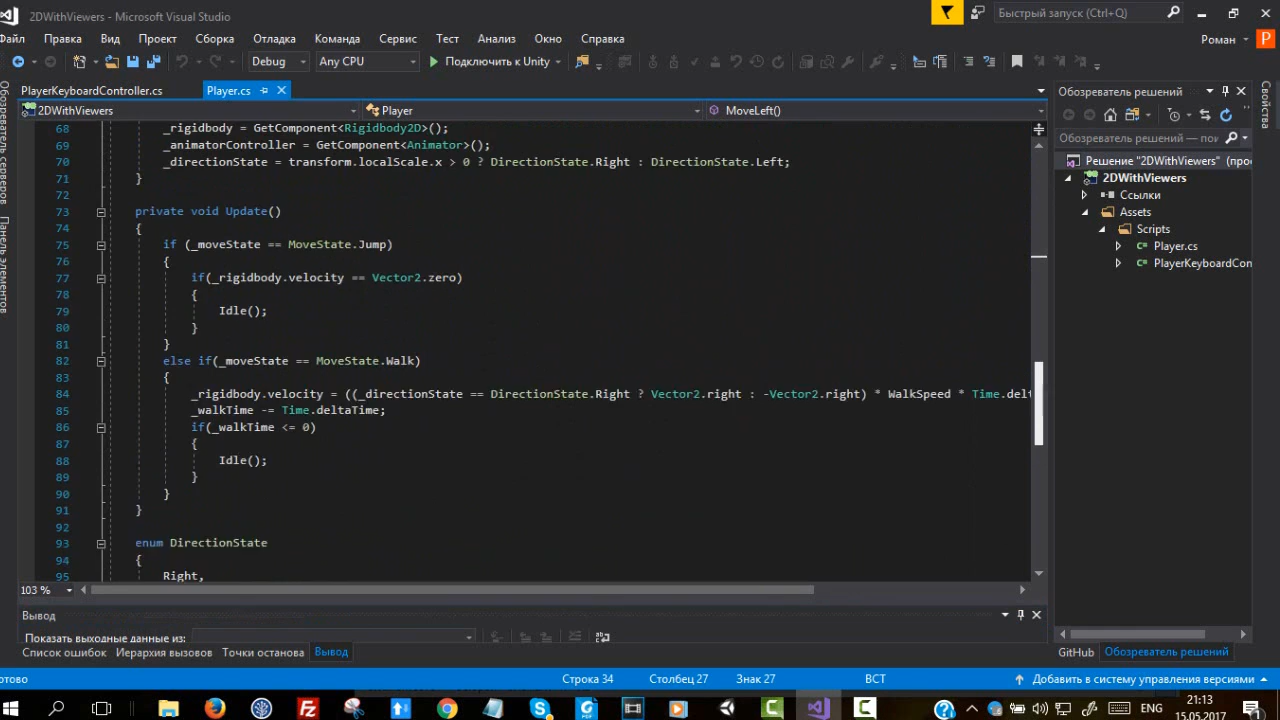 2DWithViewers - Microsoft Visual Studio
Быстрый запуск (Ctrl+Q)
Файл Правка Вид Проект Сборка Отладка Команда Сервис Тест Анализ Окно Справка
Роман
Р
Debug Any CPU Подключить к Unity
PlayerKeyboardController.cs Player.cs
2DWithViewers Player MoveLeft()
68 _rigidbody = GetComponent<Rigidbody2D>();
69 _animatorController = GetComponent<Animator>();
70 _directionState = transform.localScale.x > 0 ? DirectionState.Right : DirectionState.Left;
71 }
72
73 private void Update()
74 {
75 if (_moveState == MoveState.Jump)
76 {
77 if(_rigidbody.velocity == Vector2.zero)
78 {
79 Idle();
80 }
81 }
82 else if(_moveState == MoveState.Walk)
83 {
84 _rigidbody.velocity = ((_directionState == DirectionState.Right ? Vector2.right : -Vector2.right) * WalkSpeed * Time.delt
85 _walkTime -= Time.deltaTime;
86 if(_walkTime <= 0)
87 {
88 Idle();
89 }
90 }
91 }
92
93 enum DirectionState
94 {
95 Right,
103 %
Обозреватель серверов
Панель элементов
Обозреватель решений
Обозреватель решений — пои
Решение "2DWithViewers" (прое
2DWithViewers
Ссылки
Assets
Scripts
Player.cs
PlayerKeyboardCon
GitHub Обозреватель решений
Свойства
Вывод
Показать выходные данные из:
Список ошибок Иерархия вызовов Точки останова Вывод
отово Строка 34 Столбец 27 Знак 27 ВСТ Добавить в систему управления версиями
ENG
21:13
15.05.2017